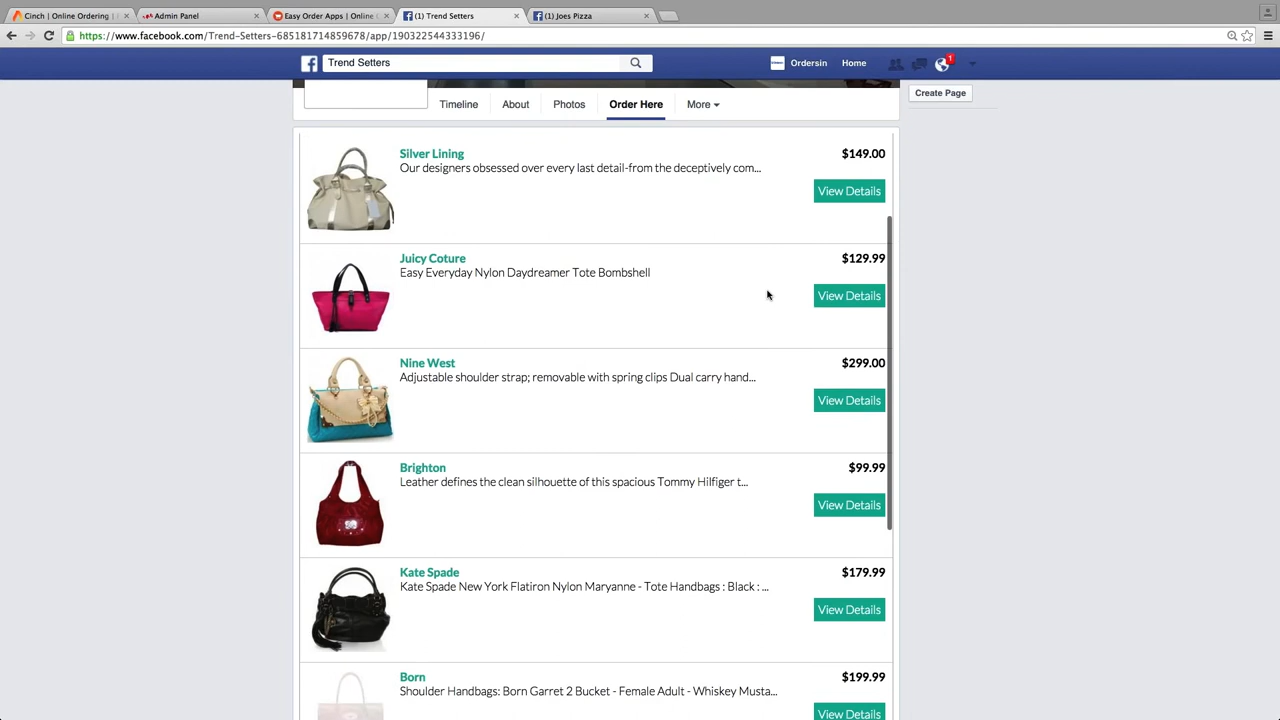 Cinch | Online Ordering |
Admin Panel
Easy Order Apps | Online
(1) Trend Setters
(1) Joes Pizza
https://www.facebook.com/Trend-Setters-685181714859678/app/190322544333196/
Trend Setters
Ordersin
Home
1
Timeline
About
Photos
Order Here
More
Create Page
Silver Lining
$149.00
Our designers obsessed over every last detail-from the deceptively com...
View Details
Juicy Coture
$129.99
Easy Everyday Nylon Daydreamer Tote Bombshell
View Details
Nine West
$299.00
Adjustable shoulder strap; removable with spring clips Dual carry hand...
View Details
Brighton
$99.99
Leather defines the clean silhouette of this spacious Tommy Hilfiger t...
View Details
Kate Spade
$179.99
Kate Spade New York Flatiron Nylon Maryanne - Tote Handbags : Black : ...
View Details
Born
$199.99
Shoulder Handbags: Born Garret 2 Bucket - Female Adult - Whiskey Musta...
View Details